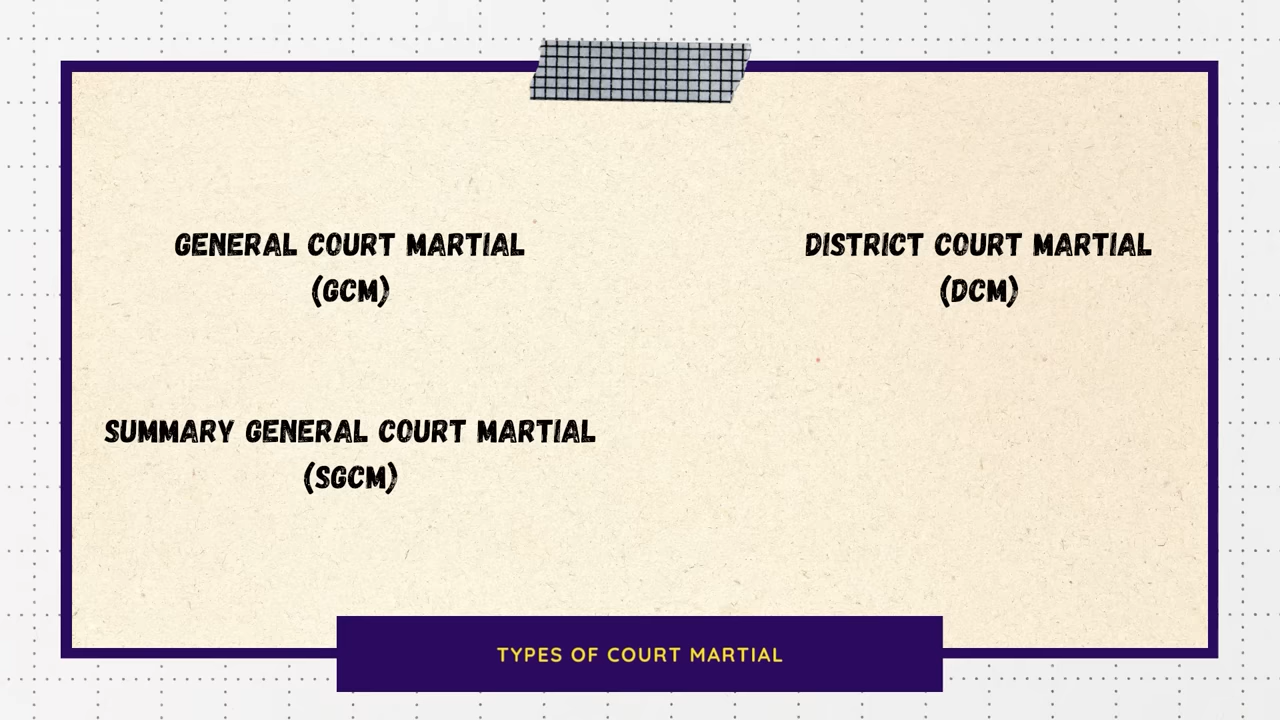 GENERAL COURT MARTIAL
(GCM)
DISTRICT COURT MARTIAL
(DCM)
SUMMARY GENERAL COURT MARTIAL
(SGCM)
TYPES OF COURT MARTIAL